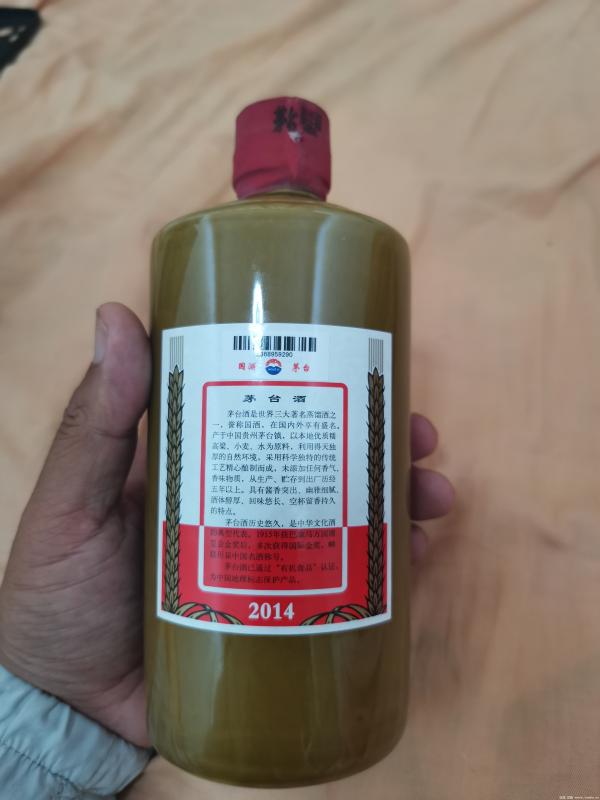 茅台
368959290
国酒 茅台
茅台酒
茅台酒是世界三大著名蒸馏酒之
一，誉称国酒，在国内外享有盛名。
产于中国贵州茅台镇，以本地优质糯
高粱、小麦、水为原料，利用得天独
厚的自然环境，采用科学独特的传统
工艺精心酿制而成，未添加任何香气、
香味物质，从生产、贮存到出厂历经
五年以上。具有酱香突出、幽雅细腻、
酒体醇厚、回味悠长、空杯留香持久
的特点。
茅台酒历史悠久，是中华文化酒
的典型代表。1915年获巴拿马万国博
览会金奖后，多次获得国际金奖，蝉
联历届中国名酒称号。
茅台酒已通过“有机食品”认证，
为中国地理标志保护产品。
2014